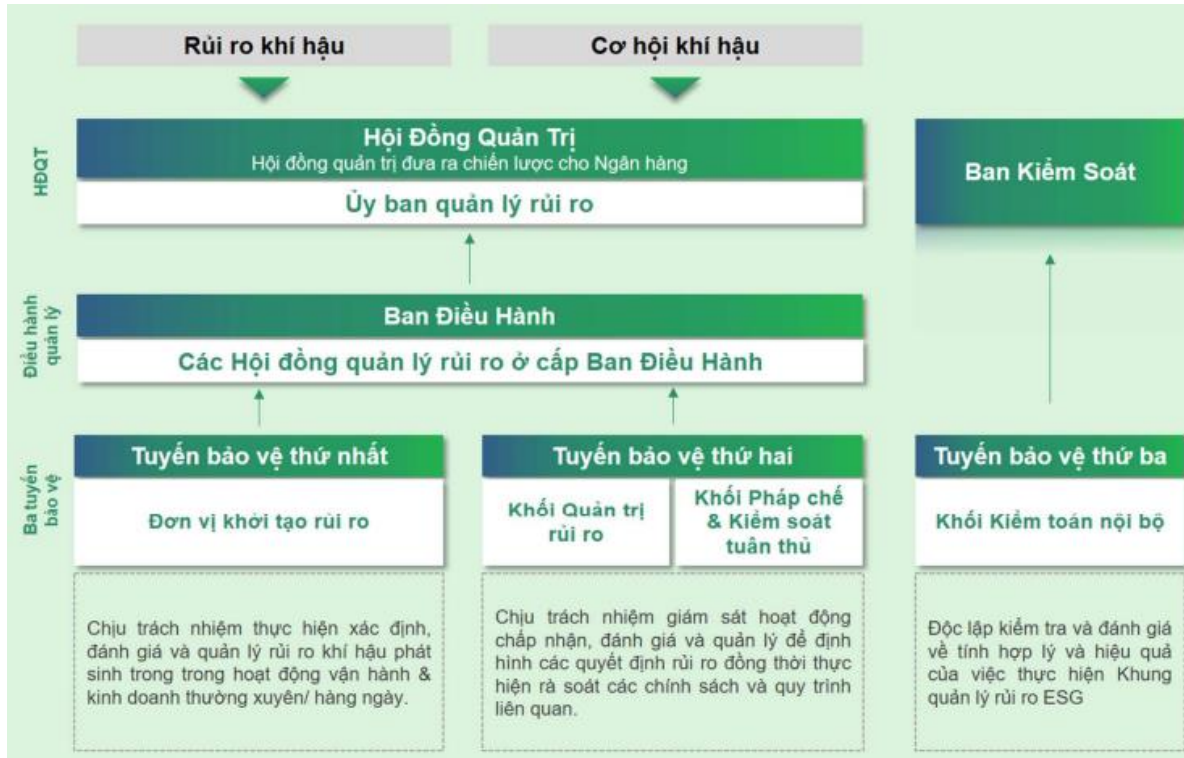 Rủi ro khí hậu
Cơ hội khí hậu
HĐQT
Hội Đồng Quản Trị
Hội đồng quản trị đưa ra chiến lược cho Ngân hàng
Ủy ban quản lý rủi ro
Ban Kiểm Soát
Điều hành
quản lý
Ban Điều Hành
Các Hội đồng quản lý rủi ro ở cấp Ban Điều Hành
Ba tuyến
bảo vệ
Tuyến bảo vệ thứ nhất
Đơn vị khởi tạo rủi ro
Chịu trách nhiệm thực hiện xác định,
đánh giá và quản lý rủi ro khí hậu phát
sinh trong trong hoạt động vận hành &
kinh doanh thường xuyên/ hàng ngày.
Tuyến bảo vệ thứ hai
Khối Quản trị
rủi ro
Khối Pháp chế
& Kiểm soát
tuân thủ
Chịu trách nhiệm giám sát hoạt động
chấp nhận, đánh giá và quản lý để định
hình các quyết định rủi ro đồng thời thực
hiện rà soát các chính sách và quy trình
liên quan.
Tuyến bảo vệ thứ ba
Khối Kiểm toán nội bộ
Độc lập kiểm tra và đánh giá
về tính hợp lý và hiệu quả
của việc thực hiện Khung
quản lý rủi ro ESG